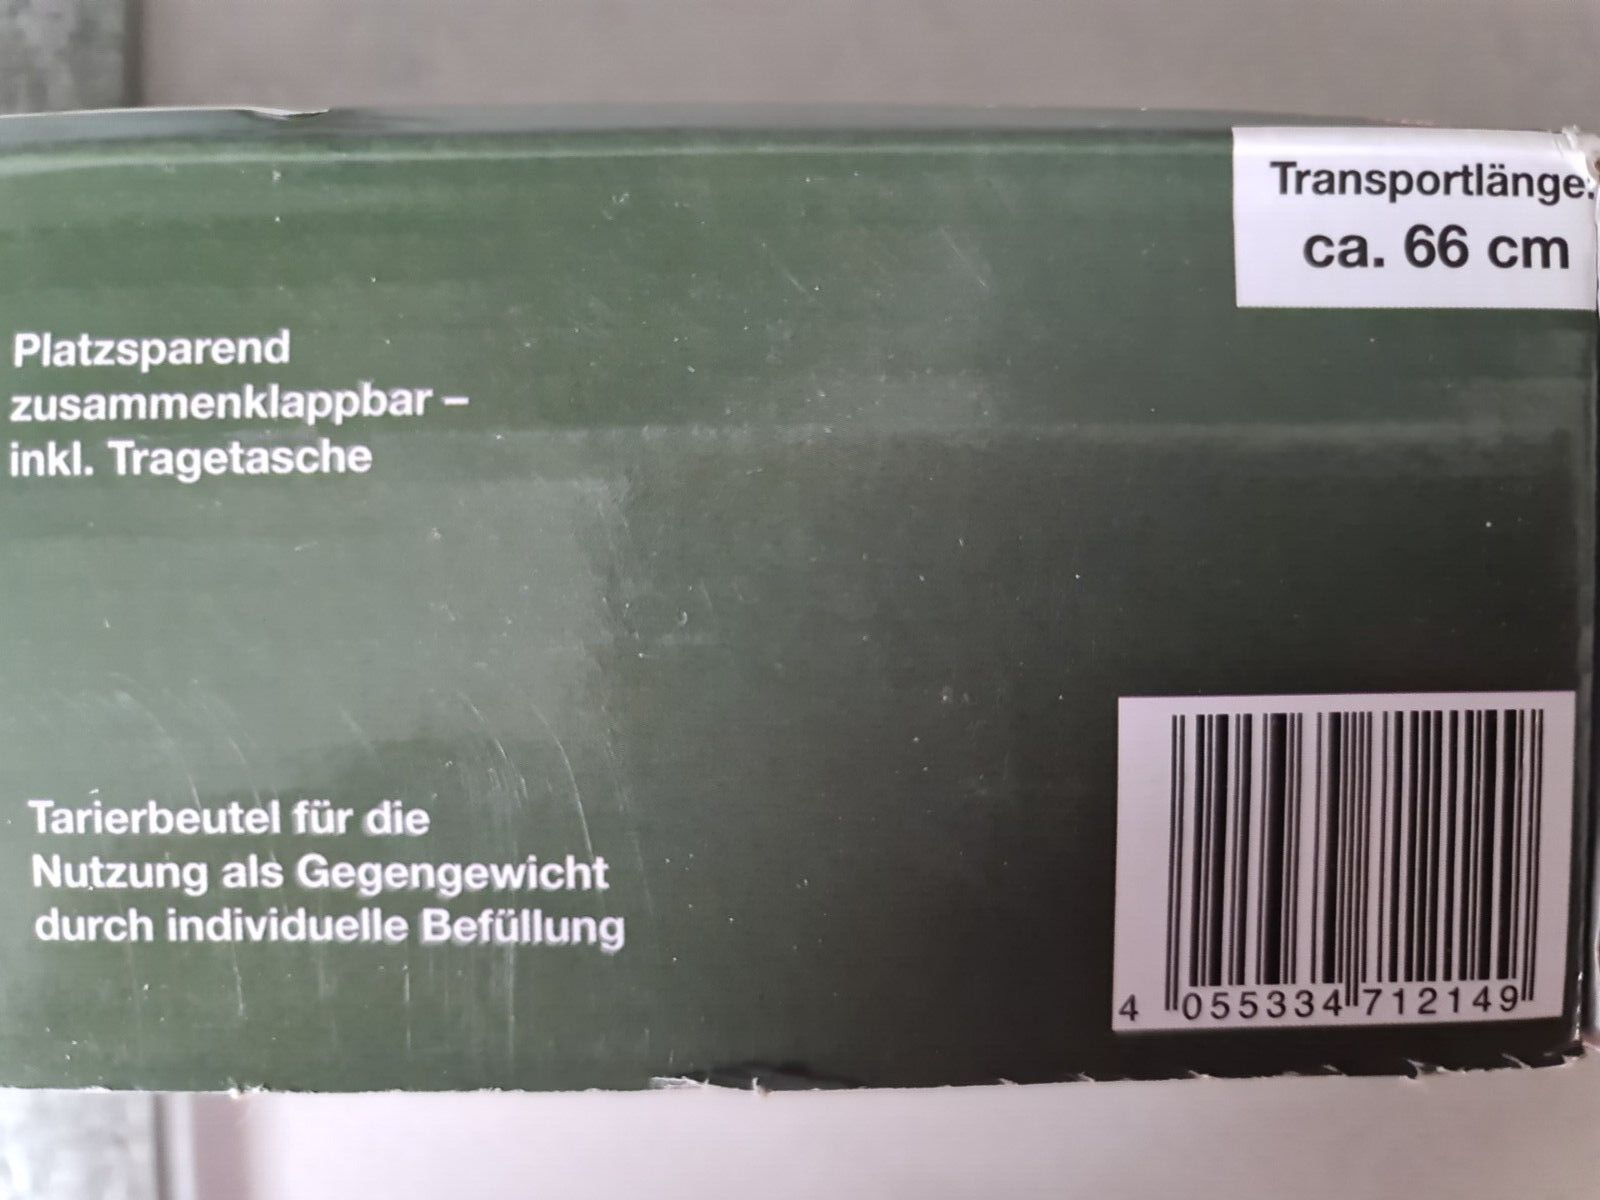 Transportlänge:
ca. 66 cm
Platzsparend
zusammenklappbar –
inkl. Tragetasche
Tarierbeutel für die
Nutzung als Gegengewicht
durch individuelle Befüllung
4 055334 712149